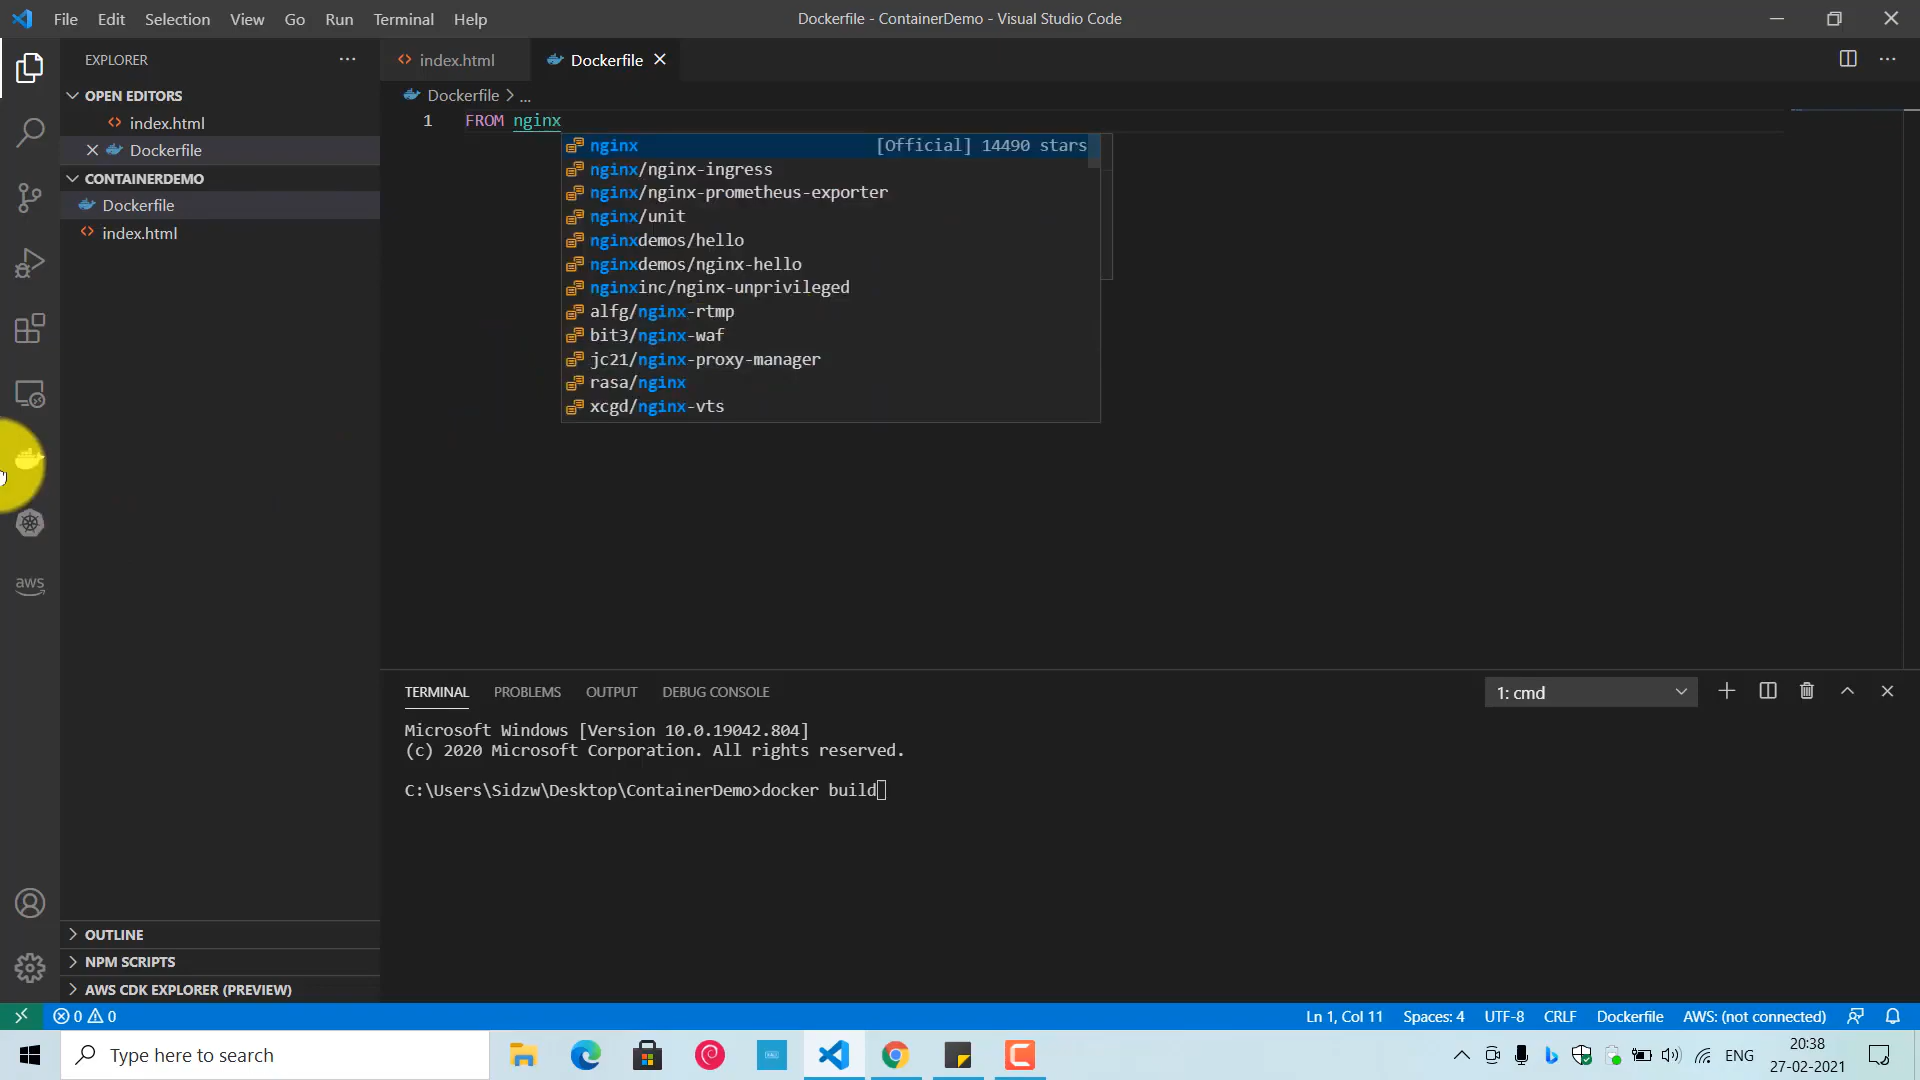 File Edit Selection View Go Run Terminal Help
Dockerfile - ContainerDemo - Visual Studio Code
EXPLORER
OPEN EDITORS
index.html
Dockerfile
CONTAINERDEMO
Dockerfile
index.html
OUTLINE
NPM SCRIPTS
AWS CDK EXPLORER (PREVIEW)
aws
index.html
Dockerfile
Dockerfile > ...
1 FROM nginx
nginx [Official] 14490 stars
nginx/nginx-ingress
nginx/nginx-prometheus-exporter
nginx/unit
nginxdemos/hello
nginxdemos/nginx-hello
nginxinc/nginx-unprivileged
alfg/nginx-rtmp
bit3/nginx-waf
jc21/nginx-proxy-manager
rasa/nginx
xcgd/nginx-vts
TERMINAL PROBLEMS OUTPUT DEBUG CONSOLE
1: cmd
Microsoft Windows [Version 10.0.19042.804]
(c) 2020 Microsoft Corporation. All rights reserved.
C:\Users\Sidzw\Desktop\ContainerDemo>docker build
0 0
Ln 1, Col 11 Spaces: 4 UTF-8 CRLF Dockerfile AWS: (not connected)
Type here to search
ENG
20:38
27-02-2021